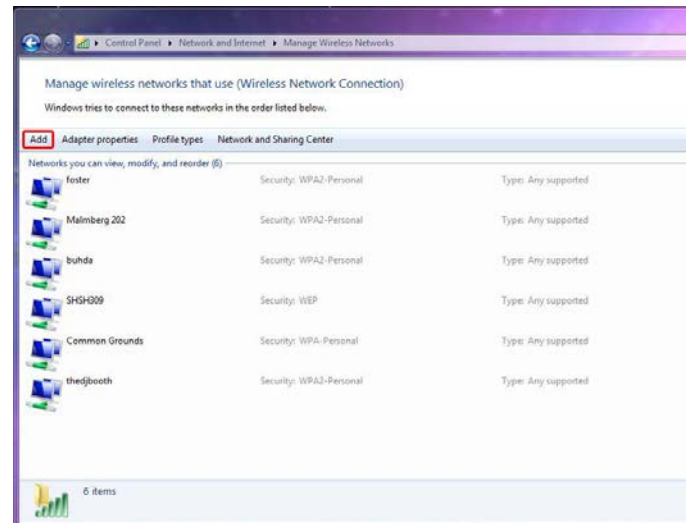 Control Panel ▸ Network and Internet ▸ Manage Wireless Networks
Manage wireless networks that use (Wireless Network Connection)
Windows tries to connect to these networks in the order listed below.
Add Adapter properties Profile types Network and Sharing Center
Networks you can view, modify, and reorder (6)
foster Security: WPA2-Personal Type: Any supported
Malmberg 202 Security: WPA2-Personal Type: Any supported
buhda Security: WPA2-Personal Type: Any supported
SHSH309 Security: WEP Type: Any supported
Common Grounds Security: WPA-Personal Type: Any supported
thedjbooth Security: WPA2-Personal Type: Any supported
6 items